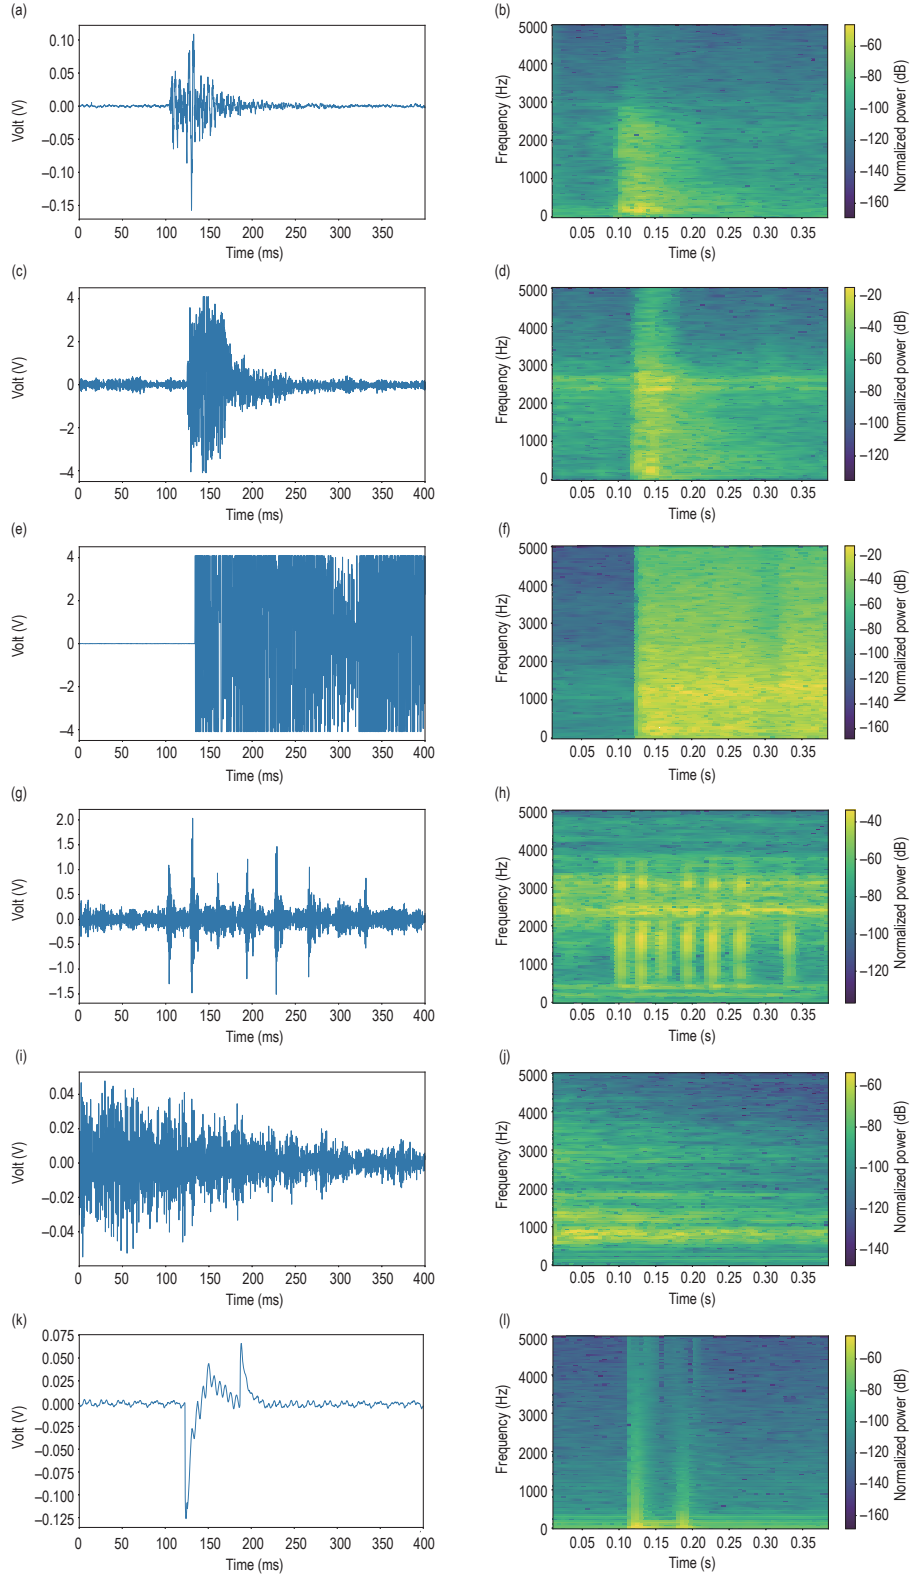 (a)
0.10
0.05
0.00
−0.05
−0.10
−0.15
Volt (V)
0 50 100 150 200 250 300 350
Time (ms)
(b)
5000
4000
3000
2000
1000
0
Frequency (Hz)
0.05 0.10 0.15 0.20 0.25 0.30 0.35
Time (s)
−60
−80
−100
−120
−140
−160
Normalized power (dB)
(c)
4
2
0
−2
−4
Volt (V)
0 50 100 150 200 250 300 350 400
Time (ms)
(d)
5000
4000
3000
2000
1000
0
Frequency (Hz)
0.05 0.10 0.15 0.20 0.25 0.30 0.35
Time (s)
−20
−40
−60
−80
−100
−120
Normalized power (dB)
(e)
4
2
0
−2
−4
Volt (V)
0 50 100 150 200 250 300 350 400
Time (ms)
(f)
5000
4000
3000
2000
1000
0
Frequency (Hz)
0.05 0.10 0.15 0.20 0.25 0.30 0.35
Time (s)
−20
−40
−60
−80
−100
−120
−140
−160
Normalized power (dB)
(g)
2.0
1.5
1.0
0.5
0.0
−0.5
−1.0
−1.5
Volt (V)
0 50 100 150 200 250 300 350 400
Time (ms)
(h)
5000
4000
3000
2000
1000
0
Frequency (Hz)
0.05 0.10 0.15 0.20 0.25 0.30 0.35
Time (s)
−40
−60
−80
−100
−120
Normalized power (dB)
(i)
0.04
0.02
0.00
−0.02
−0.04
Volt (V)
0 50 100 150 200 250 300 350 400
Time (ms)
(j)
5000
4000
3000
2000
1000
0
Frequency (Hz)
0.05 0.10 0.15 0.20 0.25 0.30 0.35
Time (s)
−60
−80
−100
−120
−140
Normalized power (dB)
(k)
0.075
0.050
0.025
0.000
−0.025
−0.050
−0.075
−0.100
−0.125
Volt (V)
0 50 100 150 200 250 300 350 400
Time (ms)
(l)
5000
4000
3000
2000
1000
0
Frequency (Hz)
0.05 0.10 0.15 0.20 0.25 0.30 0.35
Time (s)
−60
−80
−100
−120
−140
−160
Normalized power (dB)